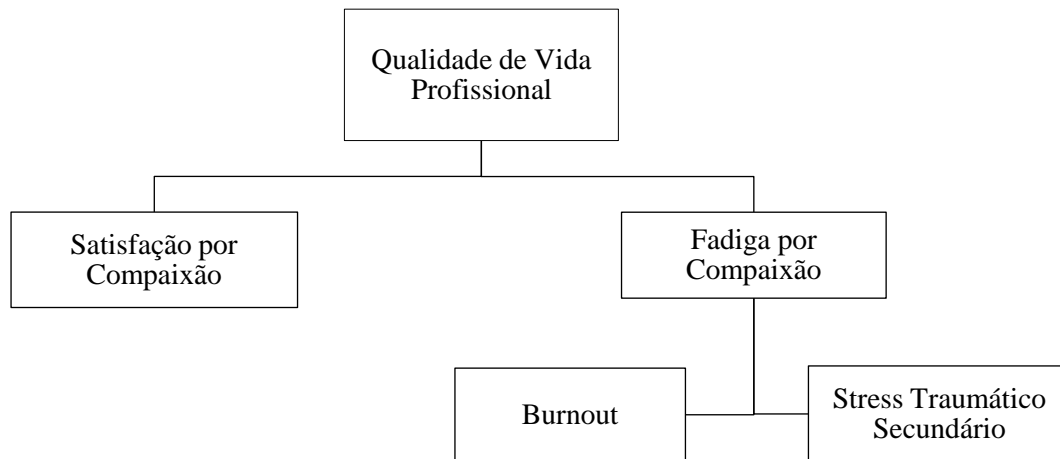 Qualidade de Vida
Profissional
Satisfação por
Compaixão
Fadiga por
Compaixão
Burnout
Stress Traumático
Secundário